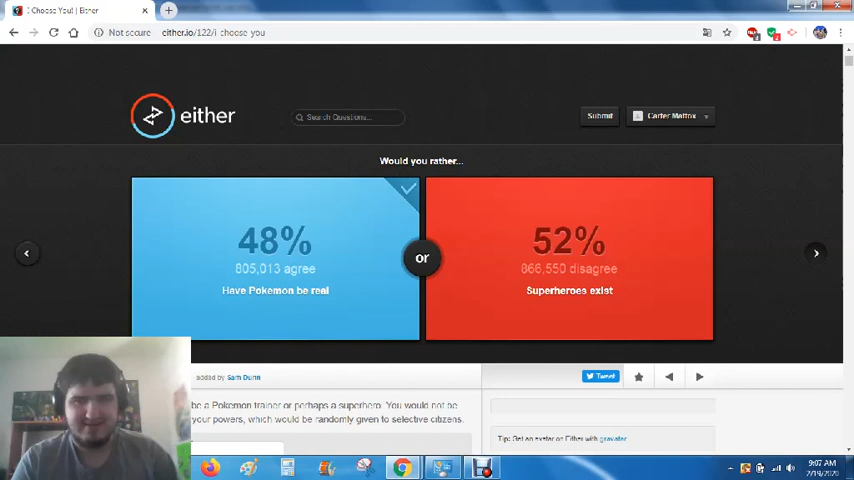 I Choose You! | Either
Not secure
either.io/122/i-choose-you
either
Search Questions...
Submit
Carter Mattox
Would you rather...
48%
805,013 agree
Have Pokemon be real
or
52%
866,550 disagree
Superheroes exist
added by Sam Dunn
Tweet
be a Pokemon trainer or perhaps a superhero. You would not be
your powers, which would be randomly given to selective citizens.
Tip: Get an avatar on Either with gravatar
9:07 AM
2/19/2020